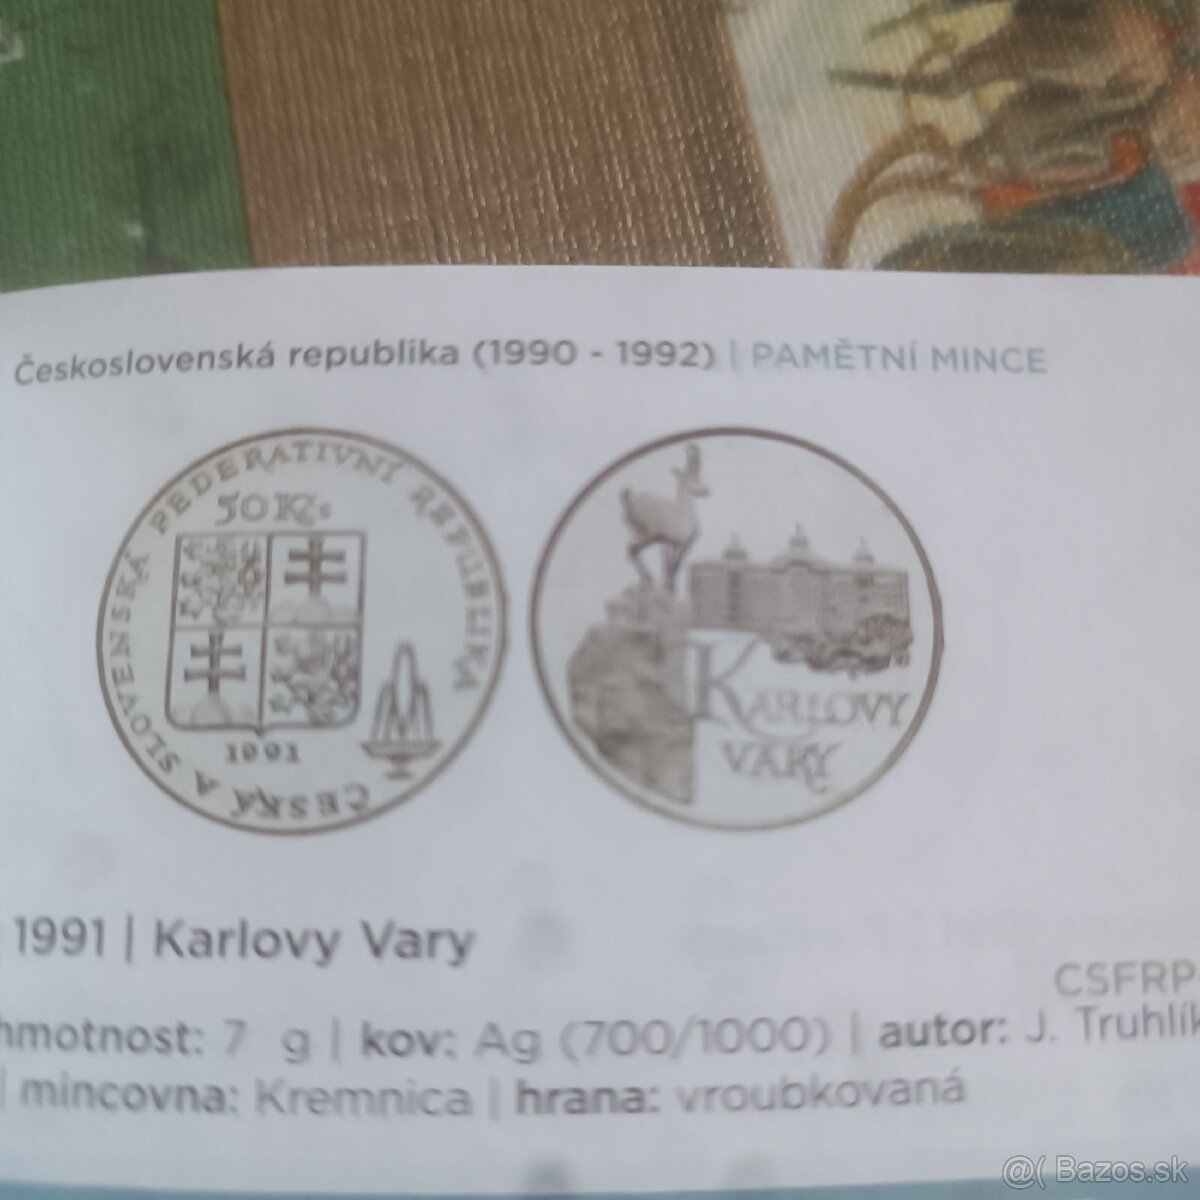 Československá republika (1990 - 1992) | PAMĚTNÍ MINCE
ČESKÁ A SLOVENSKÁ FEDERATIVNÍ REPUBLIKA
50 Kčs
1991
KARLOVY
VARY
1991 | Karlovy Vary
CSFRP
hmotnost: 7 g | kov: Ag (700/1000) | autor: J. Truhlík
| mincovna: Kremnica | hrana: vroubkovaná
@( Bazos.sk